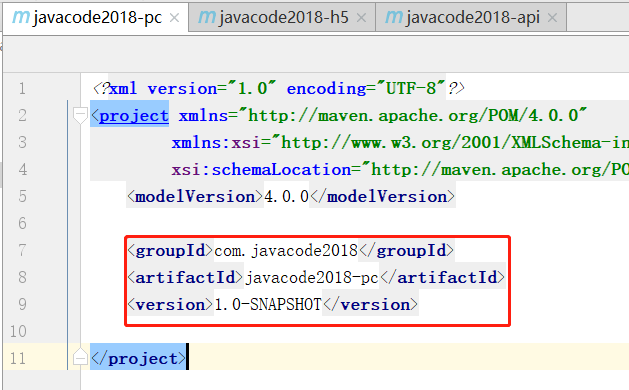 m javacode2018-pc × m javacode2018-h5 × m javacode2018-api ×
1 <?xml version="1.0" encoding="UTF-8"?>
2 <project xmlns="http://maven.apache.org/POM/4.0.0"
3 xmlns:xsi="http://www.w3.org/2001/XMLSchema-in
4 xsi:schemaLocation="http://maven.apache.org/PO
5 <modelVersion>4.0.0</modelVersion>
6
7 <groupId>com.javacode2018</groupId>
8 <artifactId>javacode2018-pc</artifactId>
9 <version>1.0-SNAPSHOT</version>
10
11 </project>